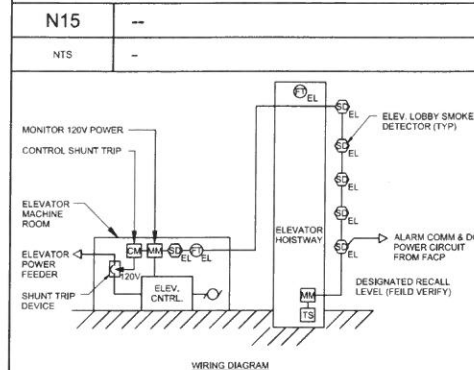 N15 --
NTS -
FT EL
SD EL
ELEV. LOBBY SMOKE
DETECTOR (TYP)
MONITOR 120V POWER
CONTROL SHUNT TRIP
SD EL
SD EL
SD EL
ELEVATOR
MACHINE
ROOM
ELEVATOR
HOISTWAY
SD EL
ALARM COMM & DC
POWER CIRCUIT
FROM FACP
CM MM SD EL FT EL
ELEVATOR
POWER
FEEDER
120V
ELEV.
CNTRL.
SHUNT TRIP
DEVICE
DESIGNATED RECALL
LEVEL (FEILD VERIFY)
MM
TS
WIRING DIAGRAM